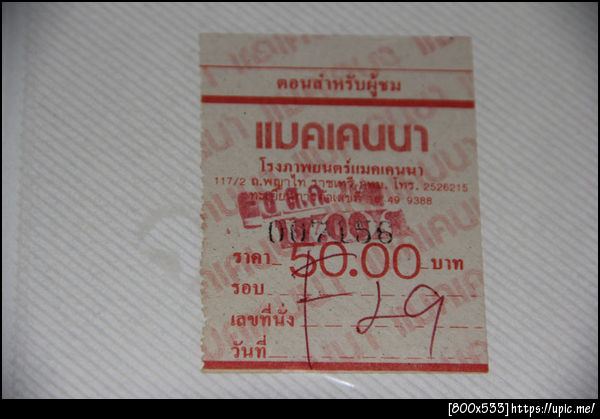 ตอนสำหรับผู้ชม
แมคเคนนา
โรงภาพยนตร์แมคเคนนา
117/2 ถ.พญาไท ราชเทวี กทม. โทร. 2526215
49 9388
007156
ราคา 50.00 บาท
รอบ
เลขที่นั่ง F-29
วันที่
[800x533]https://upic.me/